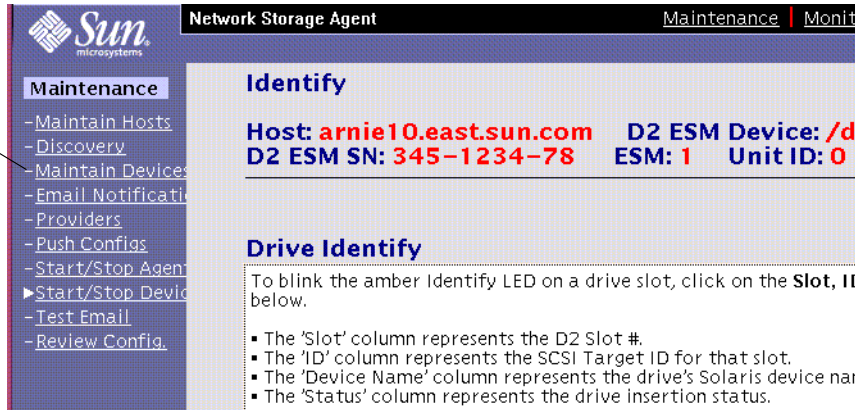 Sun
microsystems
Network Storage Agent
Maintenance Monit
Maintenance
-Maintain Hosts
-Discovery
-Maintain Devices
-Email Notificati
-Providers
-Push Configs
-Start/Stop Agen
Start/Stop Devic
-Test Email
-Review Config.
Identify
Host: arnie10.east.sun.com D2 ESM Device: /d
D2 ESM SN: 345-1234-78 ESM: 1 Unit ID: 0
Drive Identify
To blink the amber Identify LED on a drive slot, click on the Slot, ID
below.
▪ The 'Slot' column represents the D2 Slot #.
▪ The 'ID' column represents the SCSI Target ID for that slot.
▪ The 'Device Name' column represents the drive's Solaris device nar
▪ The 'Status' column represents the drive insertion status.